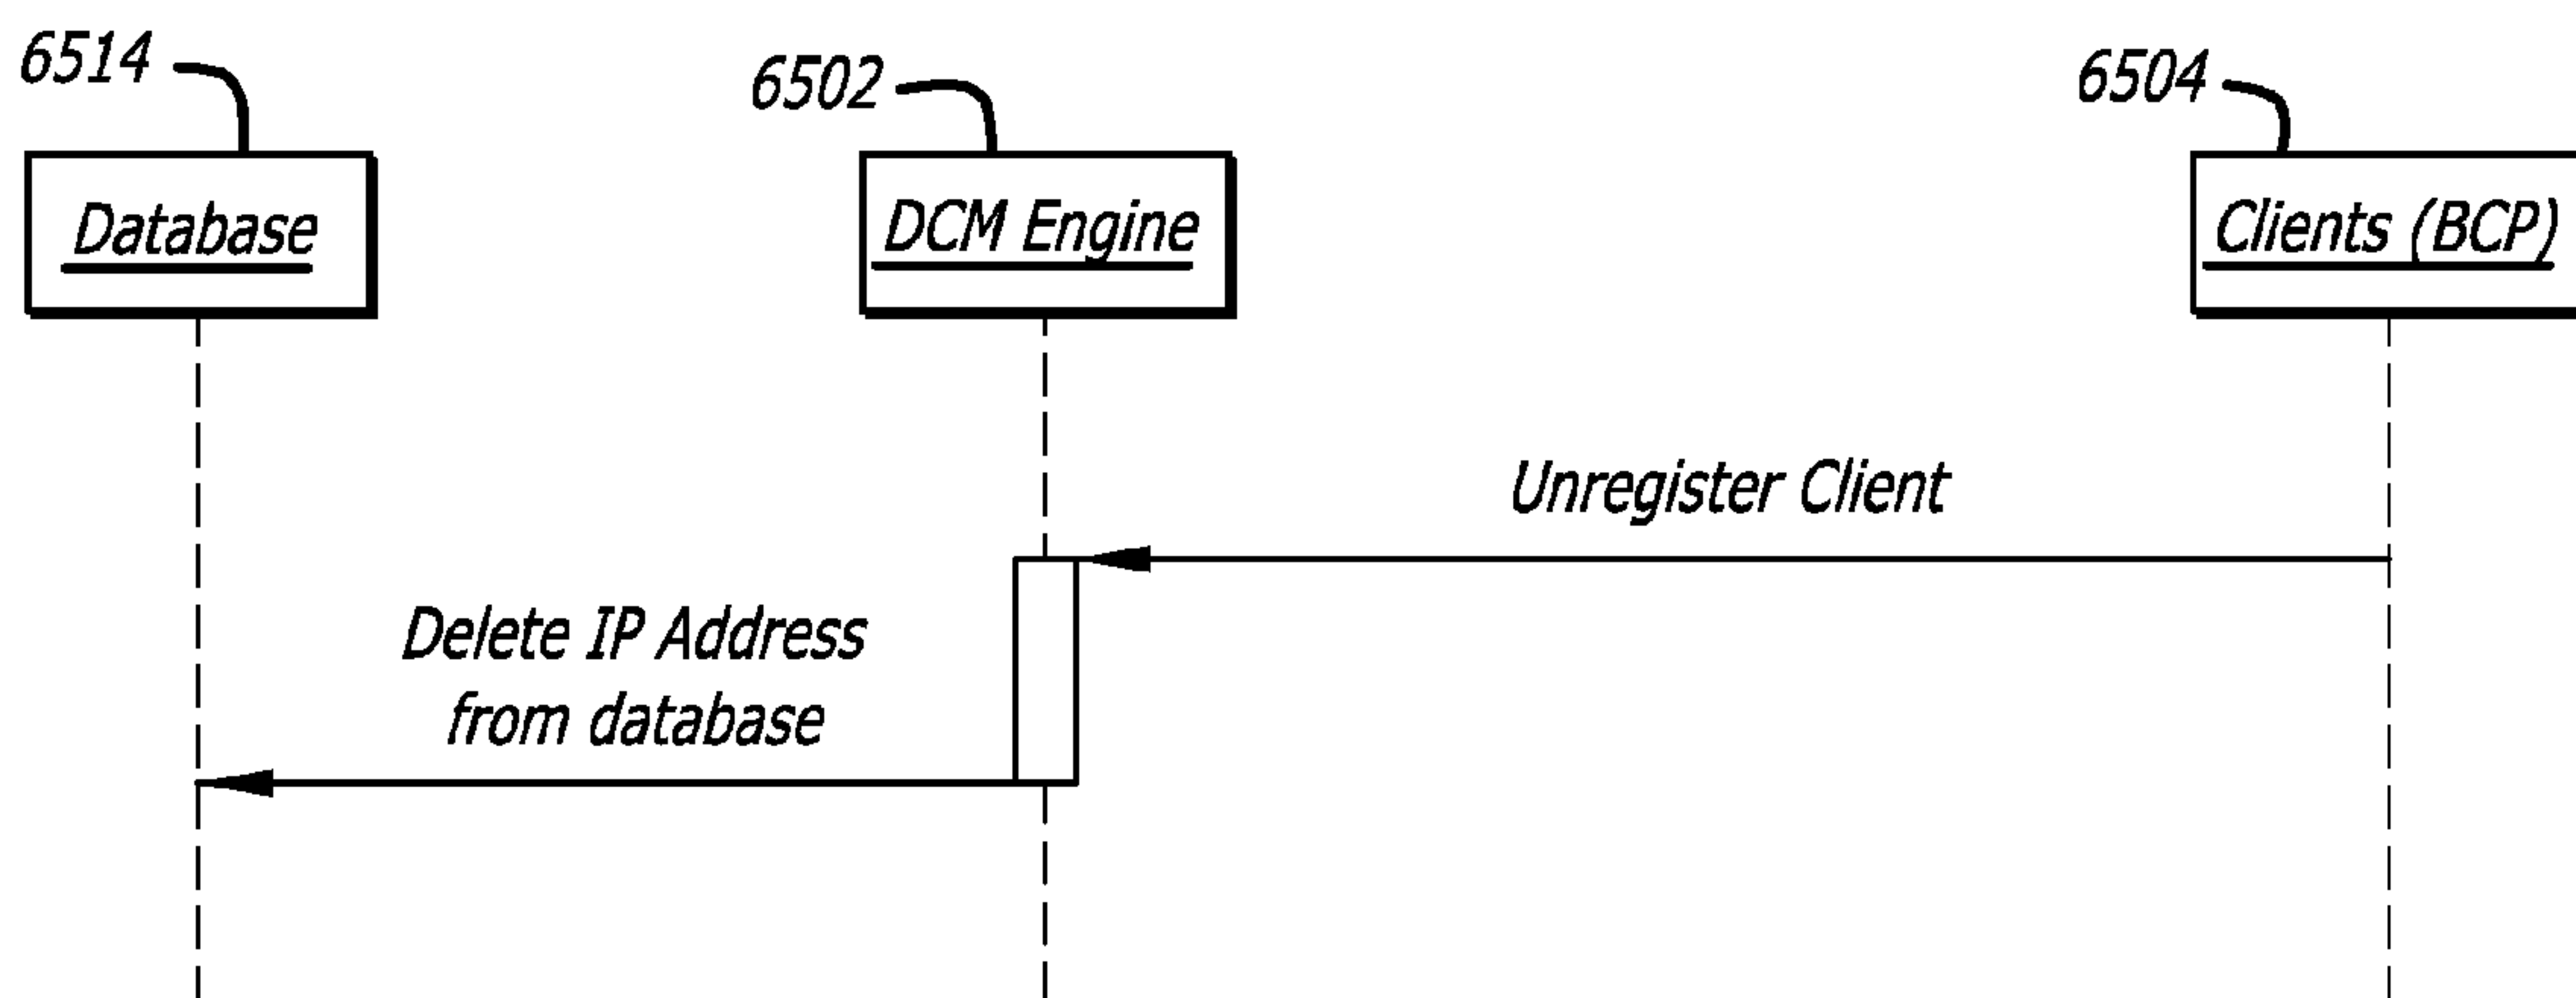 6514
6502
6504
Database
DCM Engine
Clients (BCP)
Unregister Client
Delete IP Address
from database